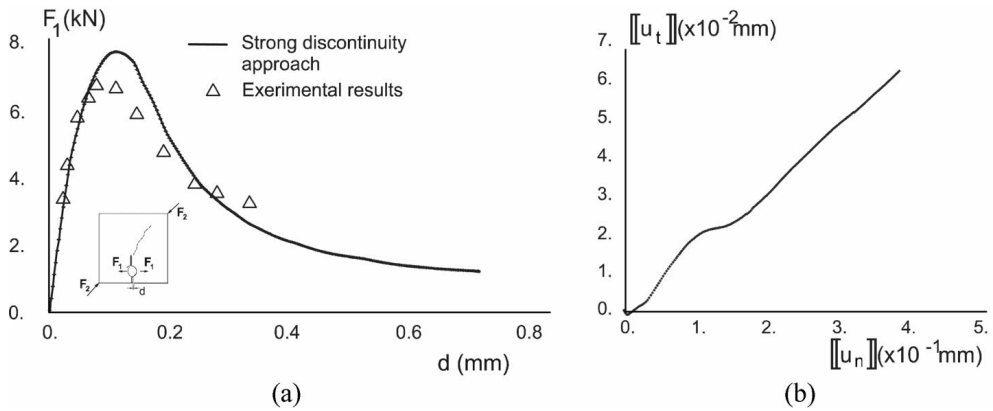 F1(kN)
8.
6.
4.
2.
0.
Strong discontinuity
approach
Exerimental results
F2
F1 F1
F2
d
0. 0.2 0.4 0.6 0.8
d (mm)
(a)
[[ut]](x10-2mm)
7.
6.
5.
4.
3.
2.
1.
0.
0. 1. 2. 3. 4. 5.
[[un]](x10-1mm)
(b)